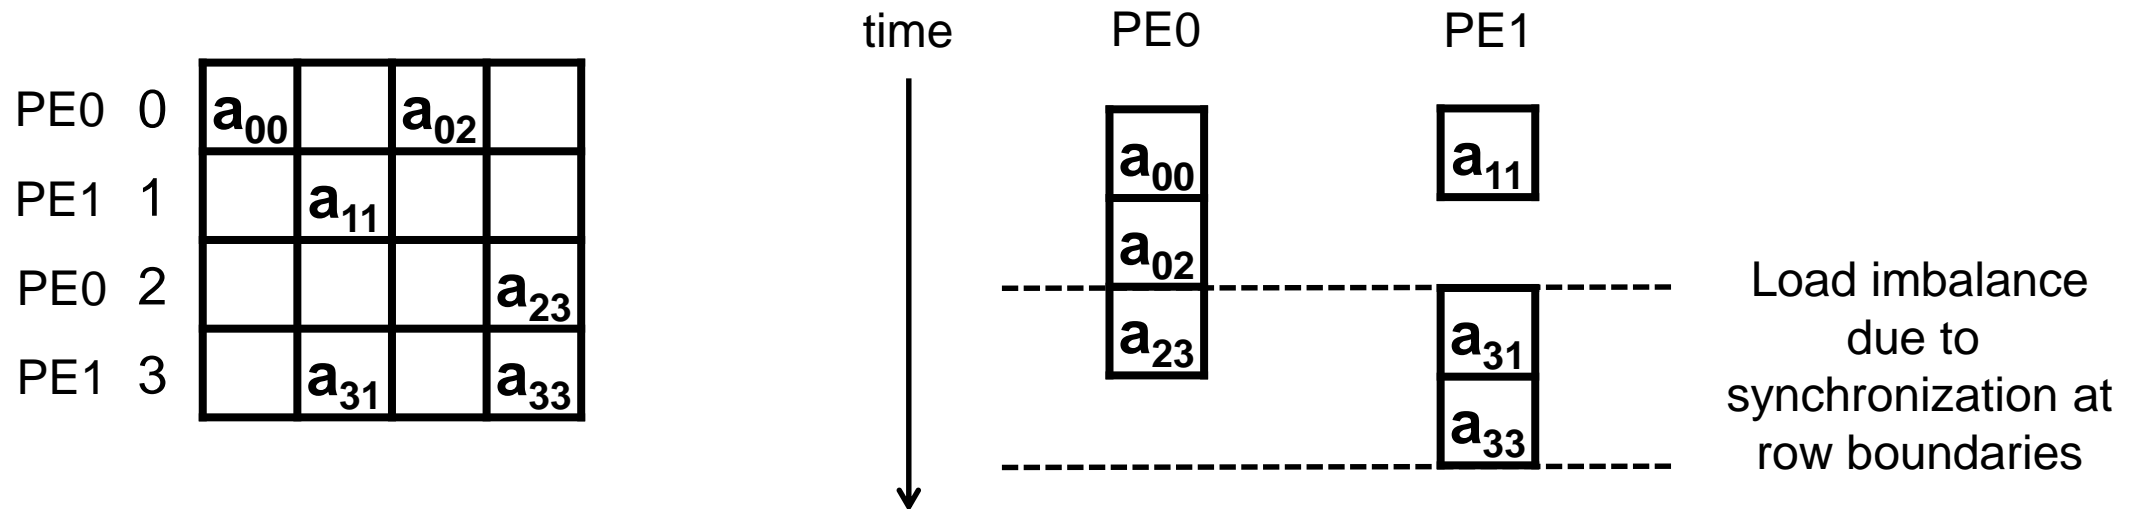 time PE0 PE1
PE0 0 a00 a02
PE1 1 a11
PE0 2 a23
PE1 3 a31 a33
a00 a11
a02
a23 a31
a33
Load imbalance
due to
synchronization at
row boundaries